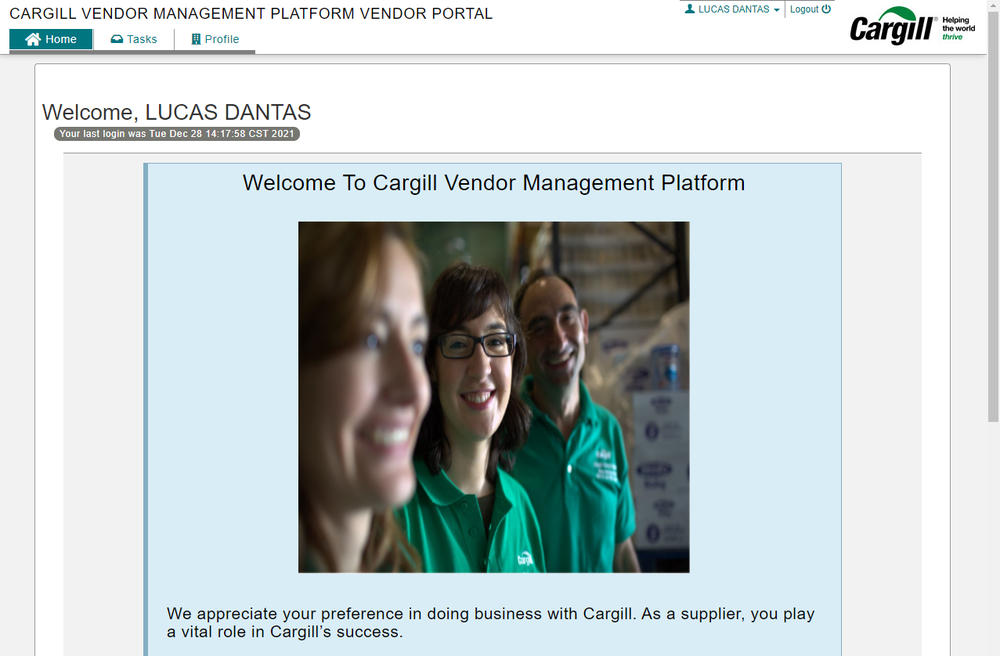 CARGILL VENDOR MANAGEMENT PLATFORM VENDOR PORTAL
LUCAS DANTAS
Logout
Cargill®
Helping
the world
thrive
Home
Tasks
Profile
Welcome, LUCAS DANTAS
Your last login was Tue Dec 28 14:17:58 CST 2021
Welcome To Cargill Vendor Management Platform
Cargill
We appreciate your preference in doing business with Cargill. As a supplier, you play
a vital role in Cargill’s success.